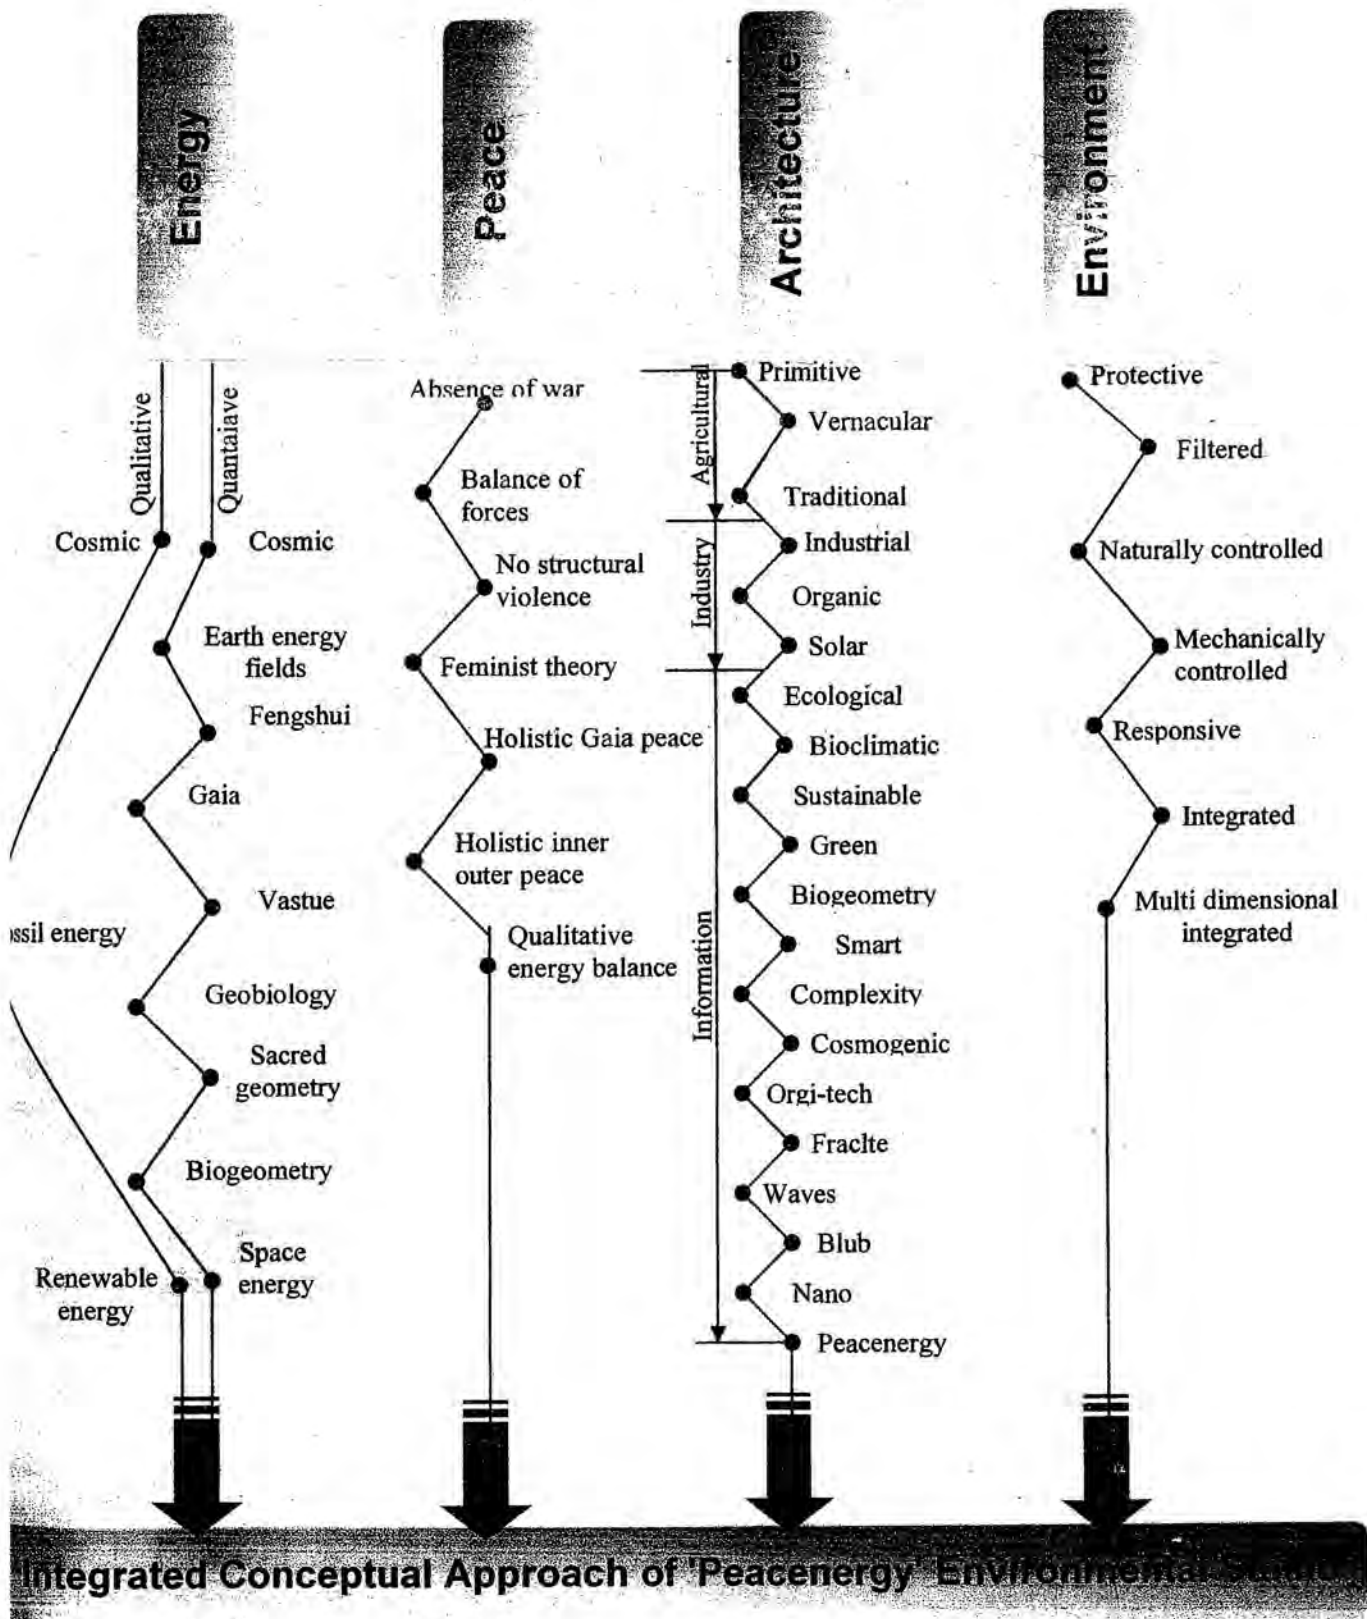 Energy
Peace
Architecture
Environment
Qualitative
Quantaiave
Cosmic
Cosmic
Earth energy
fields
Fengshui
Gaia
Vastue
energy
Geobiology
Sacred
geometry
Biogeometry
Space
energy
Renewable
energy
Absence of war
Balance of
forces
No structural
violence
Feminist theory
Holistic Gaia peace
Holistic inner
outer peace
Qualitative
energy balance
Agricultural
Industry
Information
Primitive
Vernacular
Traditional
Industrial
Organic
Solar
Ecological
Bioclimatic
Sustainable
Green
Biogeometry
Smart
Complexity
Cosmogenic
Orgi-tech
Fraclte
Waves
Blub
Nano
Peacenergy
Protective
Filtered
Naturally controlled
Mechanically
controlled
Responsive
Integrated
Multi dimensional
integrated
Integrated Conceptual Approach of 'Peacenergy' Environmental